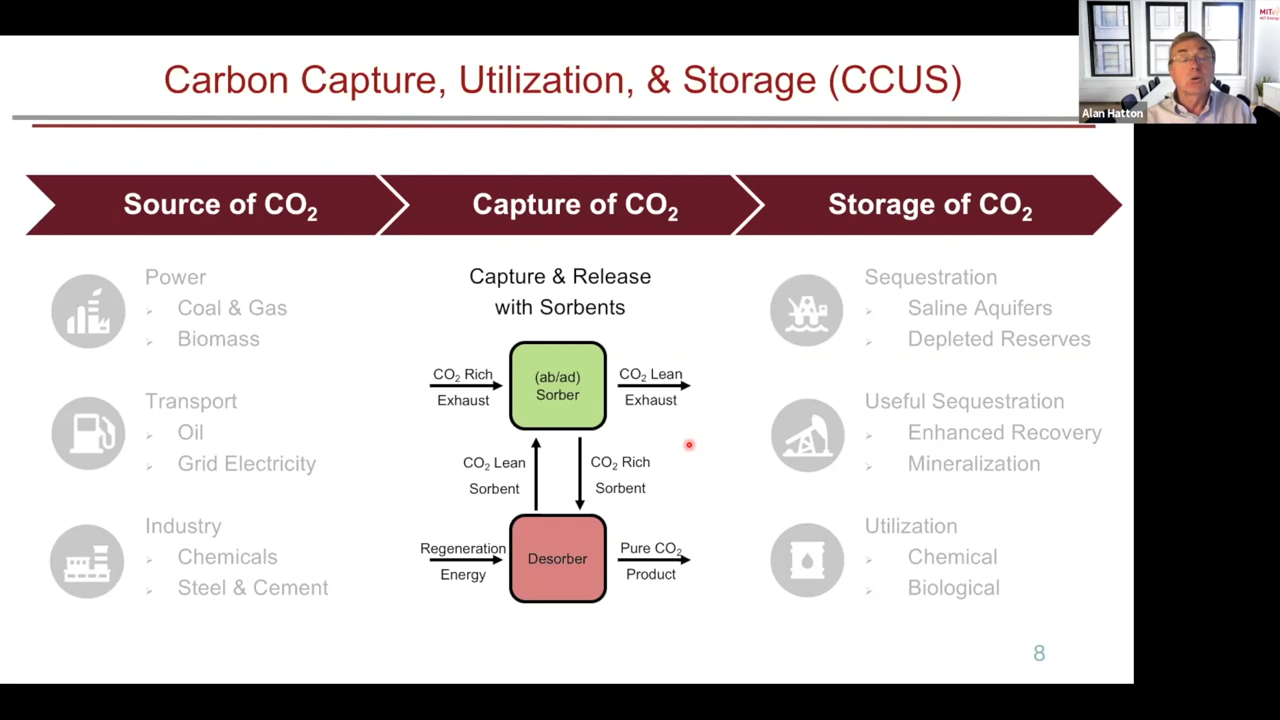 Carbon Capture, Utilization, & Storage (CCUS)
MITei
MIT Energy
Alan Hatton
Source of CO₂
Capture of CO₂
Storage of CO₂
Power
Coal & Gas
Biomass
Transport
Oil
Grid Electricity
Industry
Chemicals
Steel & Cement
Capture & Release
with Sorbents
CO₂ Rich
Exhaust
(ab/ad)
Sorber
CO₂ Lean
Exhaust
CO₂ Lean
Sorbent
CO₂ Rich
Sorbent
Regeneration
Energy
Desorber
Pure CO₂
Product
Sequestration
Saline Aquifers
Depleted Reserves
Useful Sequestration
Enhanced Recovery
Mineralization
Utilization
Chemical
Biological
8